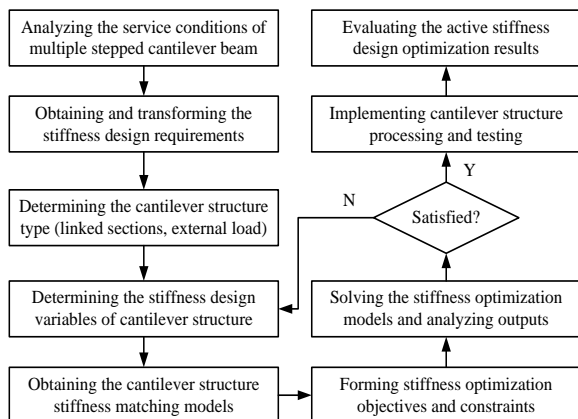 Analyzing the service conditions of
multiple stepped cantilever beam
Obtaining and transforming the
stiffness design requirements
Determining the cantilever structure
type (linked sections, external load)
Determining the stiffness design
variables of cantilever structure
Obtaining the cantilever structure
stiffness matching models
Forming stiffness optimization
objectives and constraints
Solving the stiffness optimization
models and analyzing outputs
Satisfied?
N
Y
Implementing cantilever structure
processing and testing
Evaluating the active stiffness
design optimization results